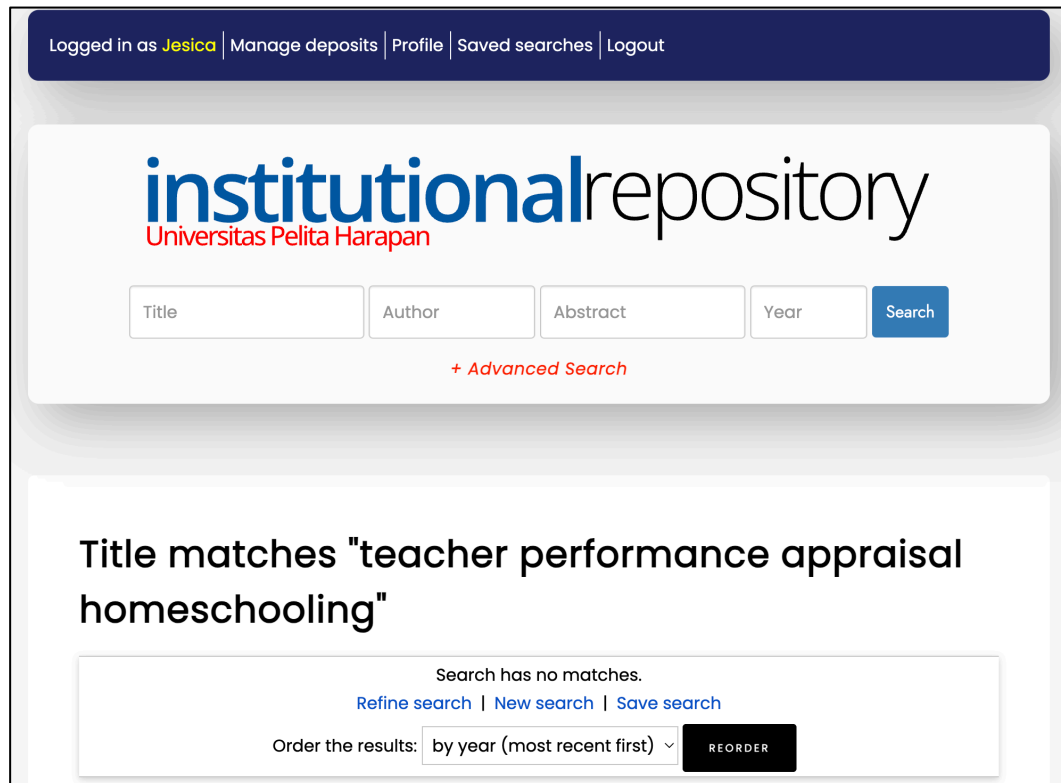 Logged in as Jesica | Manage deposits | Profile | Saved searches | Logout
institutionalrepository
Universitas Pelita Harapan
Title Author Abstract Year Search
+ Advanced Search
Title matches "teacher performance appraisal
homeschooling"
Search has no matches.
Refine search | New search | Save search
Order the results: by year (most recent first) REORDER